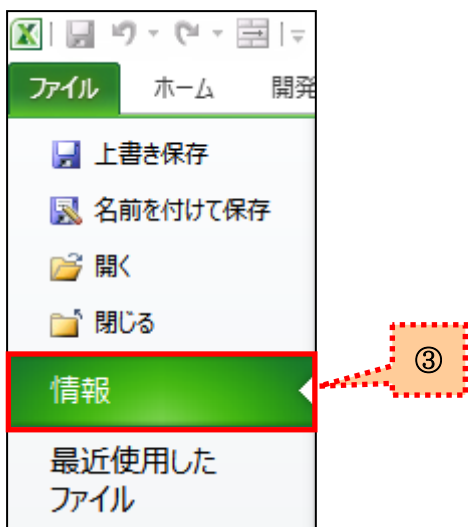 ファイル ホーム 開発
上書き保存
名前を付けて保存
開く
閉じる
情報
③
最近使用した
ファイル